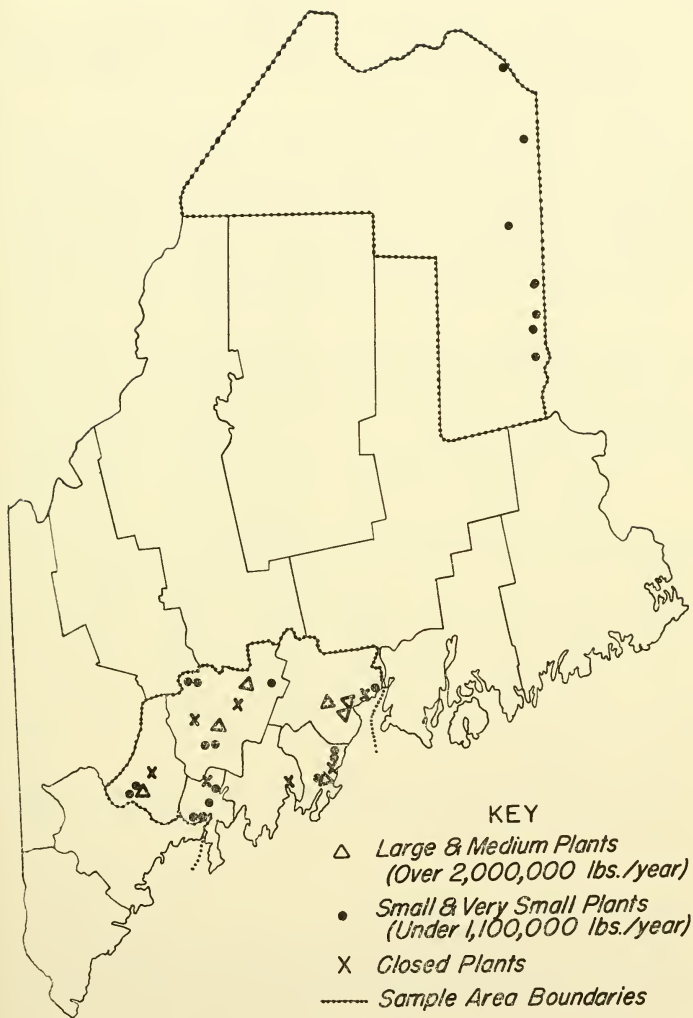 KEY
Large & Medium Plants
(Over 2,000,000 lbs./year)
Small & Very Small Plants
(Under 1,100,000 lbs./year)
X Closed Plants
Sample Area Boundaries